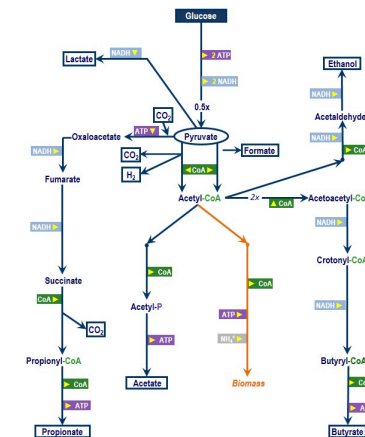 Glucose
NADH ▼
► 2 ATP
Lactate
► 2 NADH
Ethanol
NADH ►
0.5x
CO₂
Acetaldehyde
ATP ▼
Oxaloacetate
Pyruvate
NADH ►
NADH ►
CO₂
Formate
► CoA
◄CoA ►
H₂
Fumarate
Acetyl-CoA
2x
Acetoacetyl-Co
▲ CoA
NADH ►
NADH ►
Crotonyl-CoA
► CoA
Succinate
► CoA
CoA ►
Acetyl-P
NADH ►
ATP ►
CO₂
► ATP
NH₄⁺ ►
Propionyl-CoA
Butyryl-CoA
► CoA
Acetate
Biomass
► Co
► ATP
► A
Propionate
Butyrate